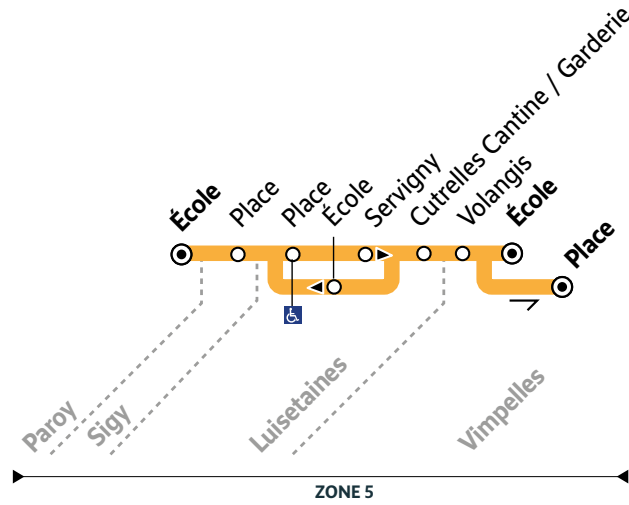 École
Place
Place
École
Servigny
Cutrelles Cantine / Garderie
Volangis
École
Place
Paroy
Sigy
Luisetaines
Vimpelles
ZONE 5